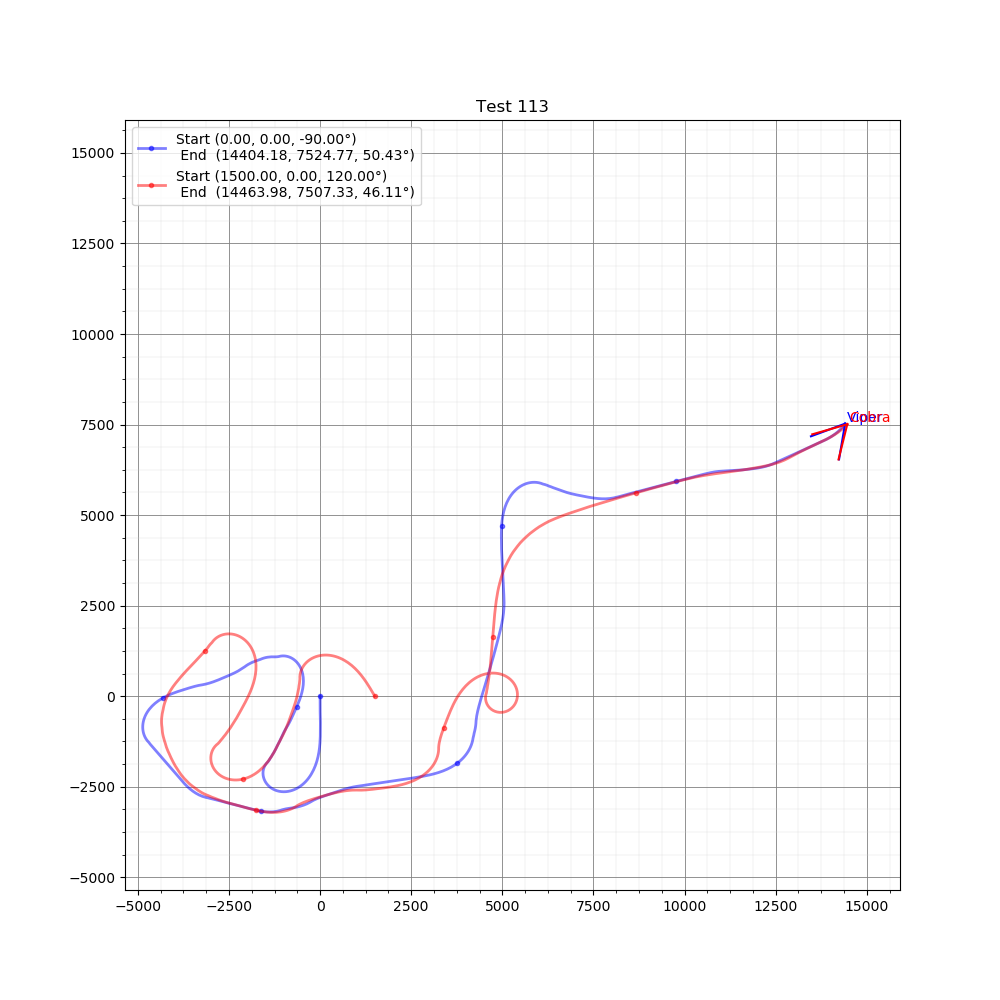 Test 113
Start (0.00, 0.00, -90.00°)
End (14404.18, 7524.77, 50.43°)
Start (1500.00, 0.00, 120.00°)
End (14463.98, 7507.33, 46.11°)
15000
12500
10000
7500
5000
2500
0
−2500
−5000
Viper
Cobra
−5000 −2500 0 2500 5000 7500 10000 12500 15000